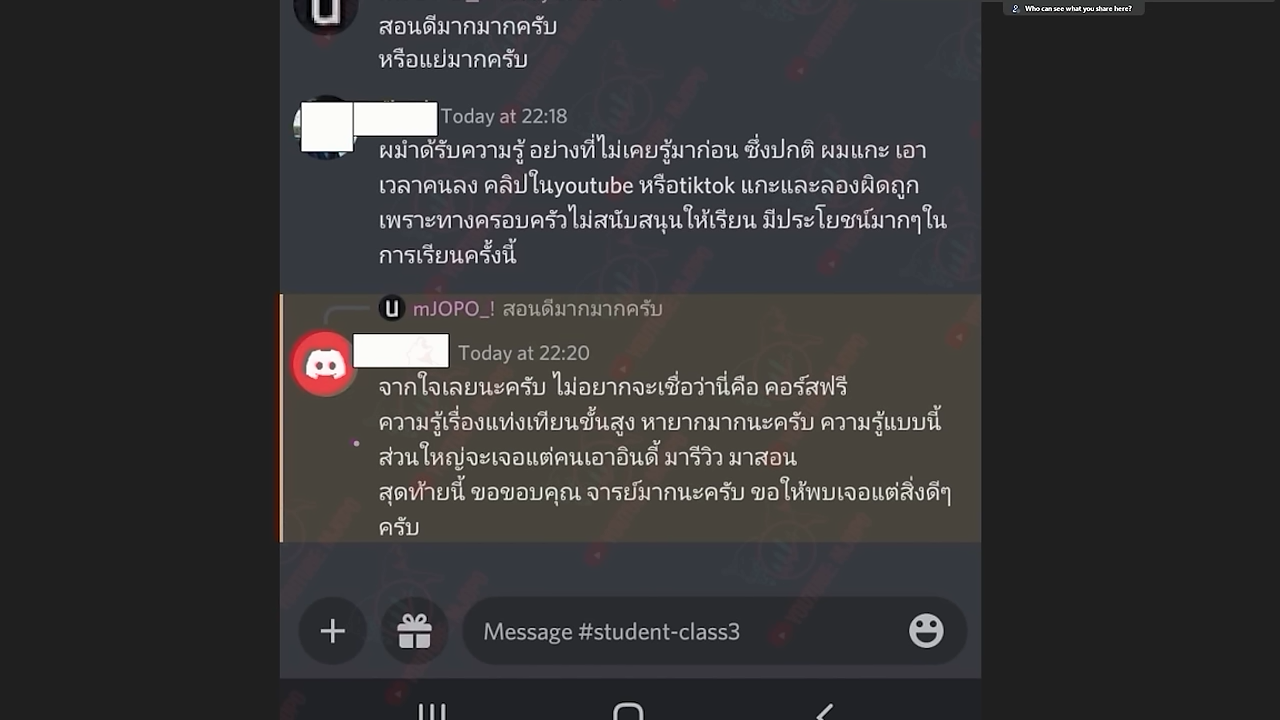 Who can see what you share here?
สอนดีมากมากครับ
หรือแย่มากครับ
Today at 22:18
ผมำด้รับความรู้ อย่างที่ไม่เคยรู้มาก่อน ซึ่งปกติ ผมแกะ เอา
เวลาคนลง คลิปในyoutube หรือtiktok แกะและลองผิดถูก
เพราะทางครอบครัวไม่สนับสนุนให้เรียน มีประโยชน์มากๆใน
การเรียนครั้งนี้
mJOPO_! สอนดีมากมากครับ
Today at 22:20
จากใจเลยนะครับ ไม่อยากจะเชื่อว่านี่คือ คอร์สฟรี
ความรู้เรื่องแท่งเทียนขั้นสูง หายากมากนะครับ ความรู้แบบนี้
ส่วนใหญ่จะเจอแต่คนเอาอินดี้ มารีวิว มาสอน
สุดท้ายนี้ ขอขอบคุณ จารย์มากนะครับ ขอให้พบเจอแต่สิ่งดีๆ
ครับ
Message #student-class3